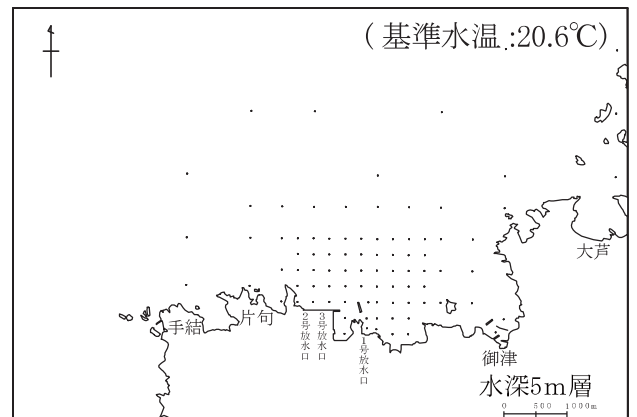 (基準水温:20.6℃)
大芦
手結
片句
2号放水口
3号放水口
1号放水口
御津
水深5m層
0 500 1000m